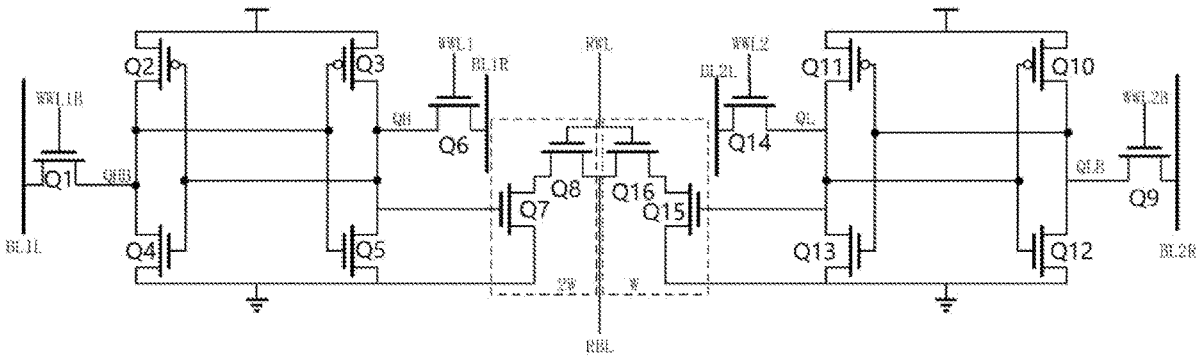 WWL1 RWL WWL2
Q2 Q3 BL1R BL2L Q11 Q10
WWL1B WWL2B
QH QL
Q6 Q14
Q1 QHB Q8 Q16 QLB Q9
Q7 Q15
Q4 Q5 Q13 Q12
BL1L BL2R
2W W
RBL